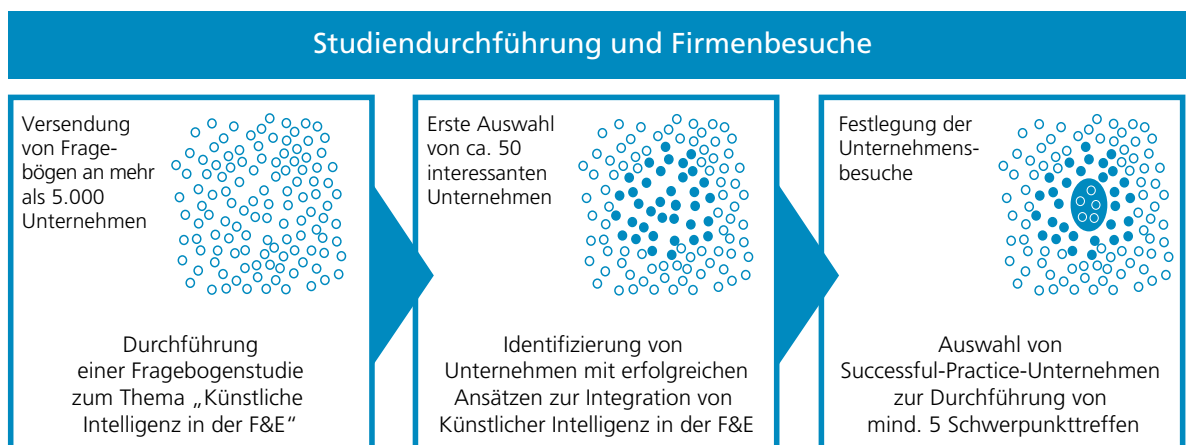 Studiendurchführung und Firmenbesuche
Versendung
von Frage-
bögen an mehr
als 5.000
Unternehmen
Durchführung
einer Fragebogenstudie
zum Thema „Künstliche
Intelligenz in der F&E“
Erste Auswahl
von ca. 50
interessanten
Unternehmen
Identifizierung von
Unternehmen mit erfolgreichen
Ansätzen zur Integration von
Künstlicher Intelligenz in der F&E
Festlegung der
Unternehmens-
besuche
Auswahl von
Successful-Practice-Unternehmen
zur Durchführung von
mind. 5 Schwerpunkttreffen